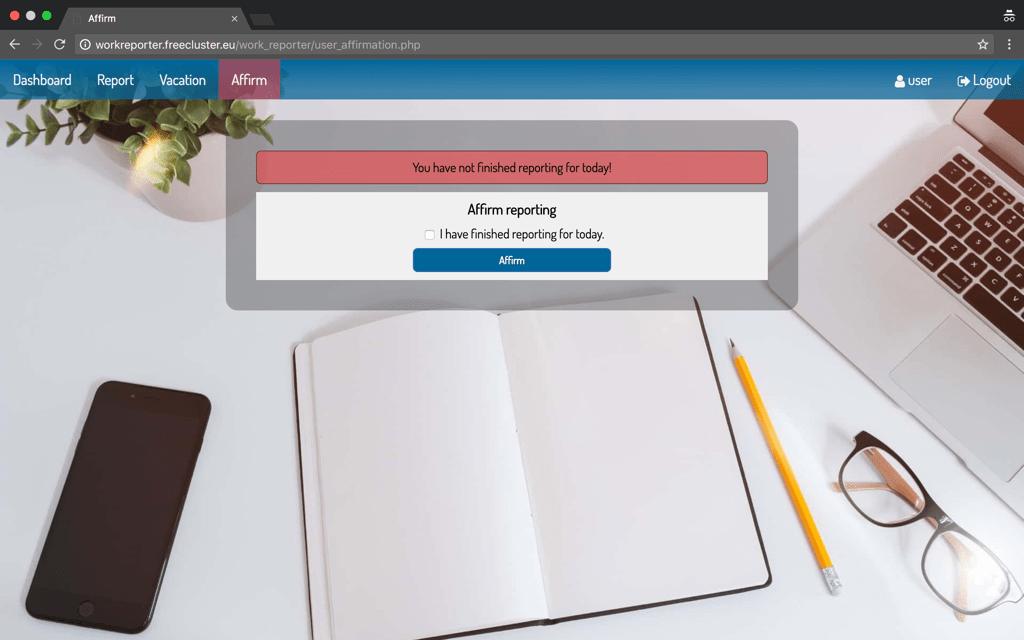 Affirm
workreporter.freecluster.eu/work_reporter/user_affirmation.php
Dashboard Report Vacation Affirm user Logout
You have not finished reporting for today!
Affirm reporting
I have finished reporting for today.
Affirm